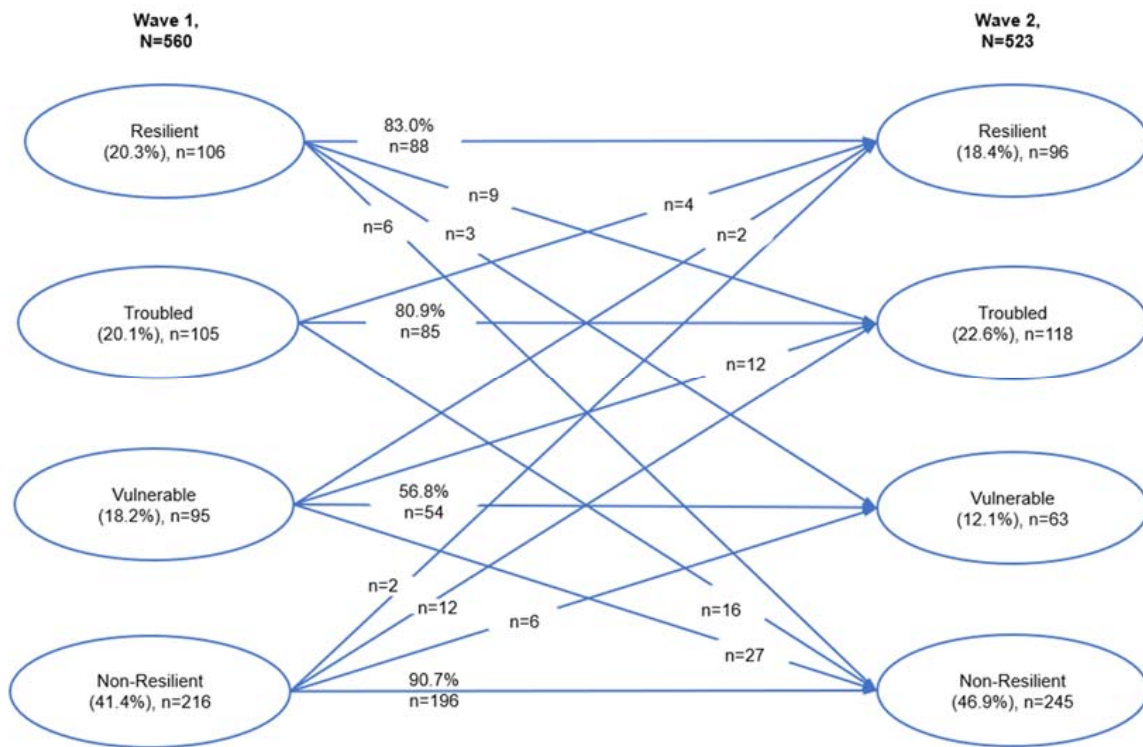 Wave 1,
N=560
Wave 2,
N=523
Resilient
(20.3%), n=106
83.0%
n=88
Resilient
(18.4%), n=96
n=9
n=4
n=6
n=3
n=2
Troubled
(20.1%), n=105
80.9%
n=85
Troubled
(22.6%), n=118
n=12
Vulnerable
(18.2%), n=95
56.8%
n=54
Vulnerable
(12.1%), n=63
n=2
n=12
n=6
n=16
n=27
Non-Resilient
(41.4%), n=216
90.7%
n=196
Non-Resilient
(46.9%), n=245